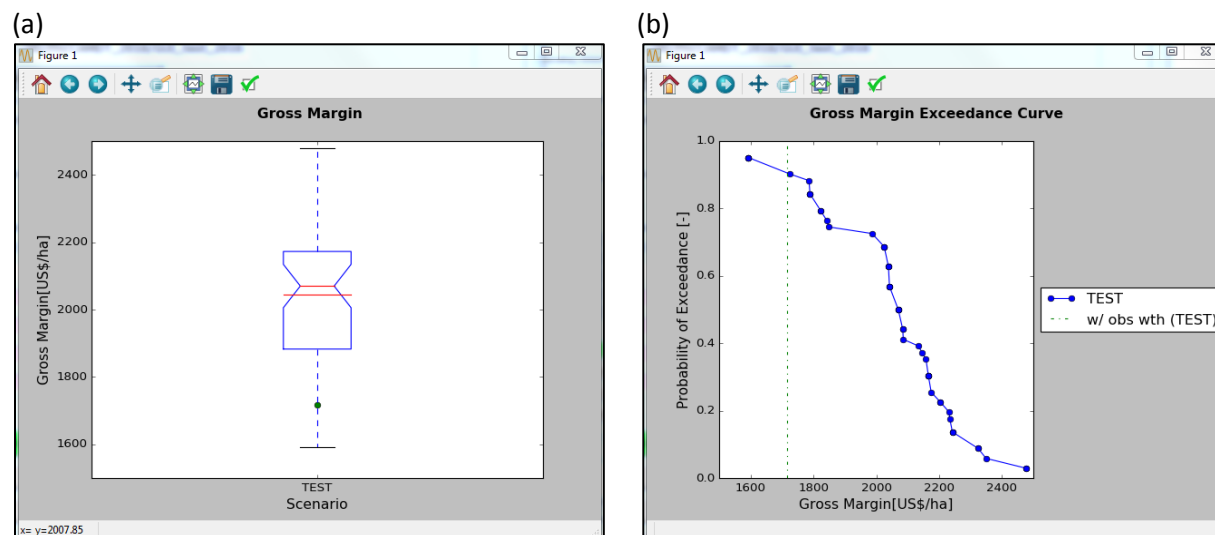 (a)
Figure 1
Gross Margin
2400
2200
2000
1800
1600
Gross Margin[US$/ha]
TEST
Scenario
x= y=2007.85
(b)
Figure 1
Gross Margin Exceedance Curve
1.0
0.8
0.6
0.4
0.2
0.0
Probability of Exceedance [-]
1600 1800 2000 2200 2400
Gross Margin[US$/ha]
TEST
w/ obs wth (TEST)